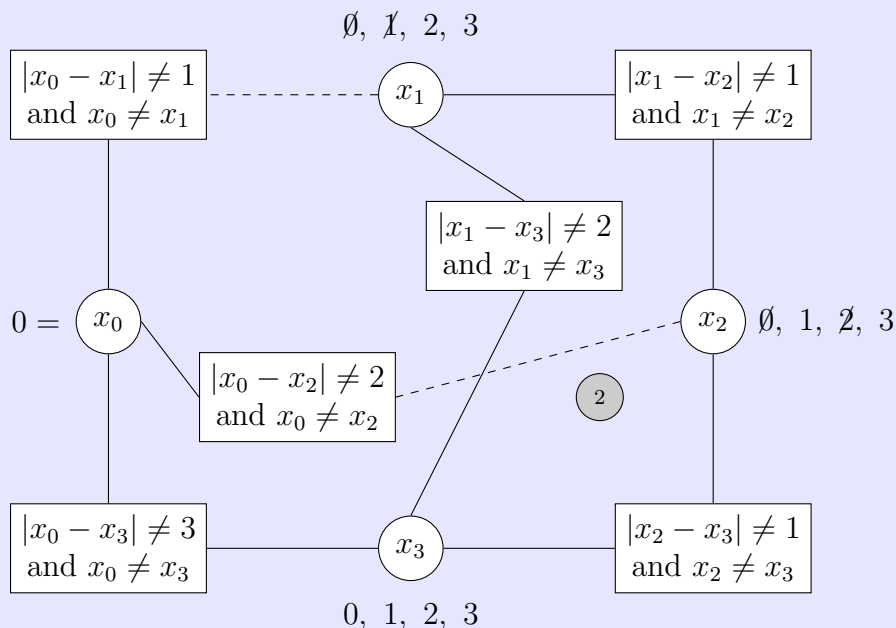 0̸, 1̸, 2, 3
|x₀ − x₁| ≠ 1
and x₀ ≠ x₁
x₁
|x₁ − x₂| ≠ 1
and x₁ ≠ x₂
|x₁ − x₃| ≠ 2
and x₁ ≠ x₃
0 = x₀
x₂ 0̸, 1, 2̸, 3
|x₀ − x₂| ≠ 2
and x₀ ≠ x₂
2
|x₀ − x₃| ≠ 3
and x₀ ≠ x₃
x₃
|x₂ − x₃| ≠ 1
and x₂ ≠ x₃
0, 1, 2, 3